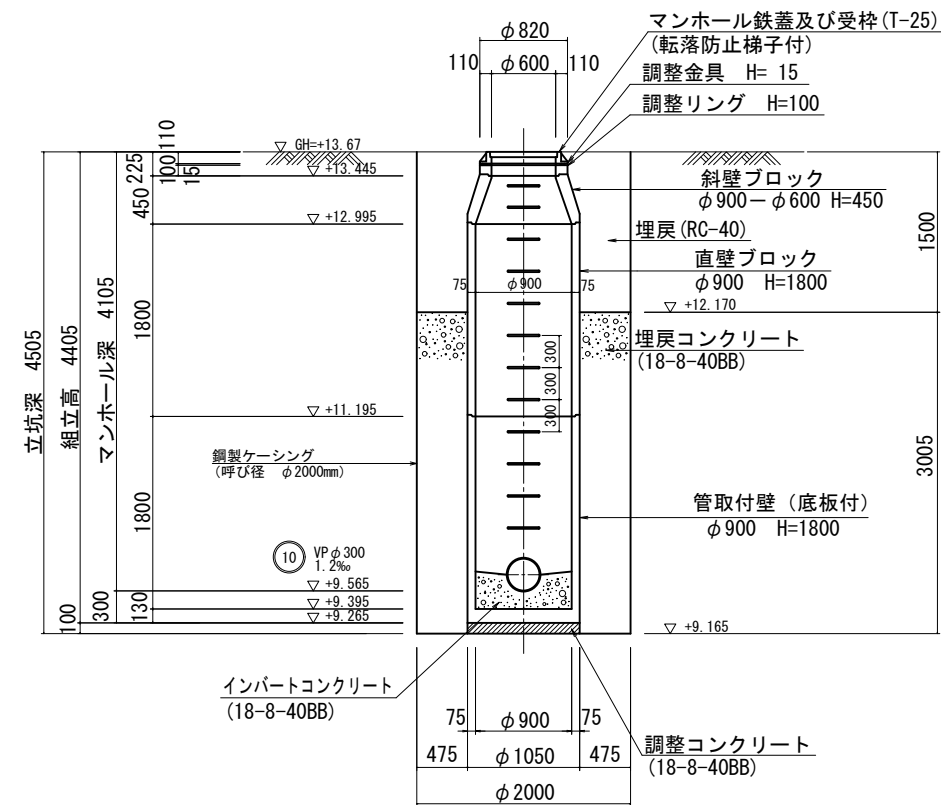 φ820
110 φ600 110
マンホール鉄蓋及び受枠(T-25)
(転落防止梯子付)
調整金具 H= 15
調整リング H=100
斜壁ブロック
φ900－φ600 H=450
埋戻(RC-40)
直壁ブロック
φ900 H=1800
▽ +12.170
埋戻コンクリート
(18-8-40BB)
管取付壁（底板付）
φ900 H=1800
▽ +9.165
1500
3005
立坑深 4505
組立高 4405
100
マンホール深 4105
300
110
225
100
15
450
1800
1800
130
▽ GH=+13.67
▽ +13.445
▽ +12.995
▽ +11.195
鋼製ケーシング
(呼び径 φ2000mm)
10 VPφ300
1.2‰
▽ +9.565
▽ +9.395
▽ +9.265
75 φ900 75
300
300
300
インバートコンクリート
(18-8-40BB)
75 φ900 75
475 φ1050 475
φ2000
調整コンクリート
(18-8-40BB)